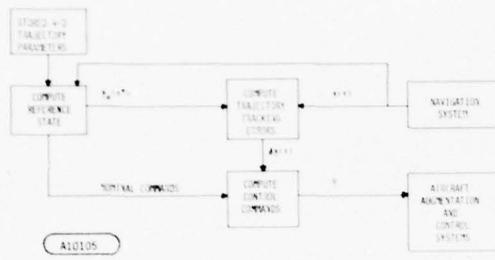 STORED 4-D
TRAJECTORY
PARAMETERS
COMPUTE
REFERENCE
STATE
COMPUTE
TRAJECTORY
TRACKING
ERRORS
NAVIGATION
SYSTEM
NOMINAL COMMANDS
COMPUTE
CONTROL
COMMANDS
AIRCRAFT
AUGMENTATION
AND
CONTROL
SYSTEMS
A10105